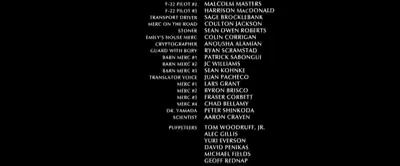 F-22 PILOT #2 MALCOLM MASTERS
F-22 PILOT #3 HARRISON MACDONALD
TRANSPORT DRIVER SAGE BROCKLEBANK
MERC ON THE ROAD COULTON JACKSON
STONER SEAN OWEN ROBERTS
EMILY'S HOUSE MERC COLIN CORRIGAN
CRYPTOGRAPHER ANOUSHA ALAMIAN
GUARD WITH RORY RYAN SCRAMSTAD
BARN MERC #1 PATRICK SABONGUI
BARN MERC #2 JC WILLIAMS
BARN MERC #3 SEAN KOHNKE
TRANSLATOR VOICE JUAN PACHECO
MERC #1 LARS GRANT
MERC #2 BYRON BRISCO
MERC #3 FRASER CORBETT
MERC #4 CHAD BELLAMY
DR. YAMADA PETER SHINKODA
SCIENTIST AARON CRAVEN
PUPPETEERS TOM WOODRUFF, JR.
ALEC GILLIS
YURI EVERSON
DAVID PENIKAS
MICHAEL FIELDS
GEOFF REDNAP